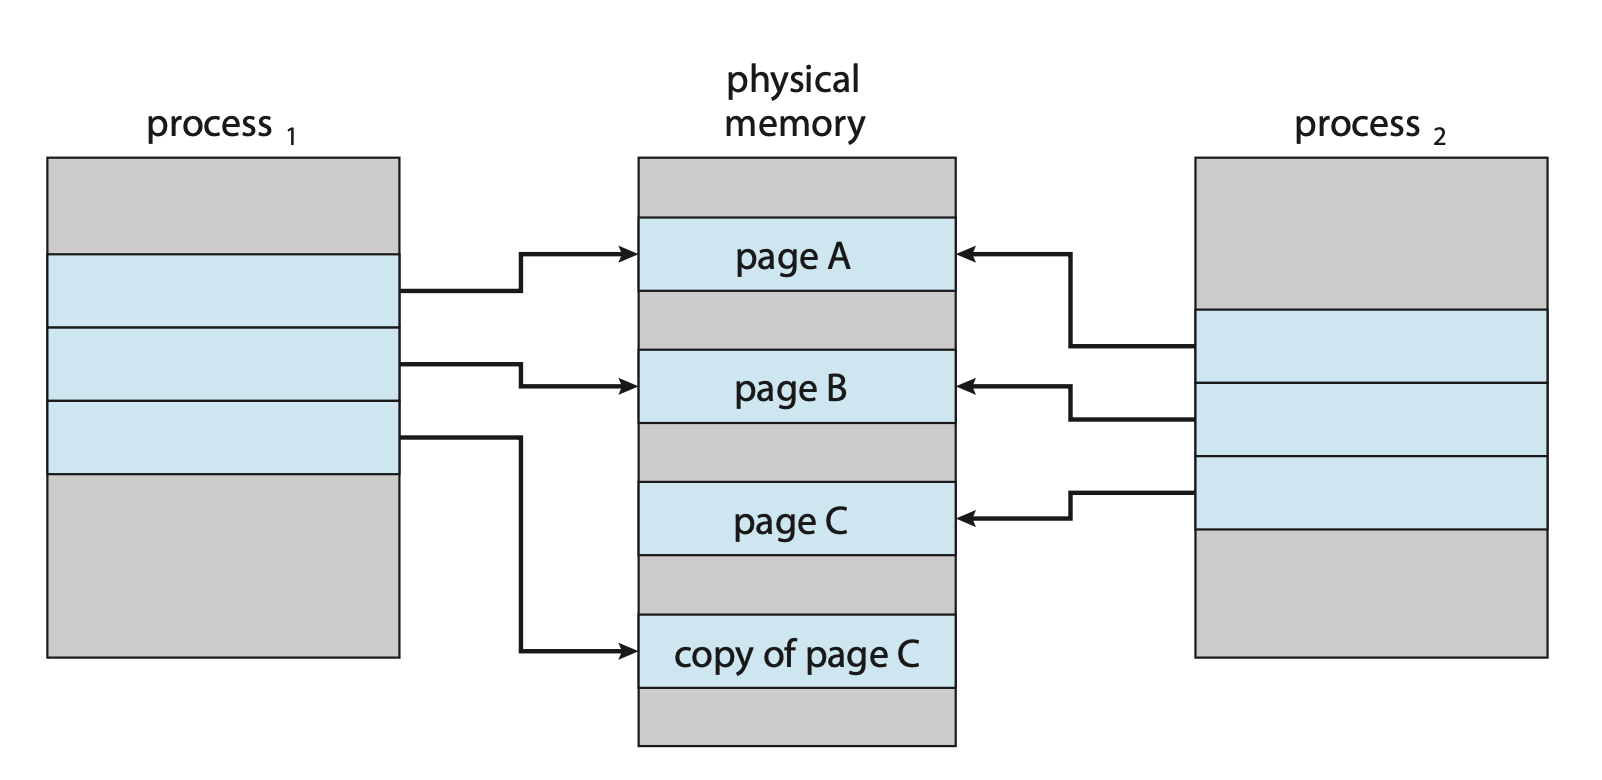 physical
memory
process 1
process 2
page A
page B
page C
copy of page C